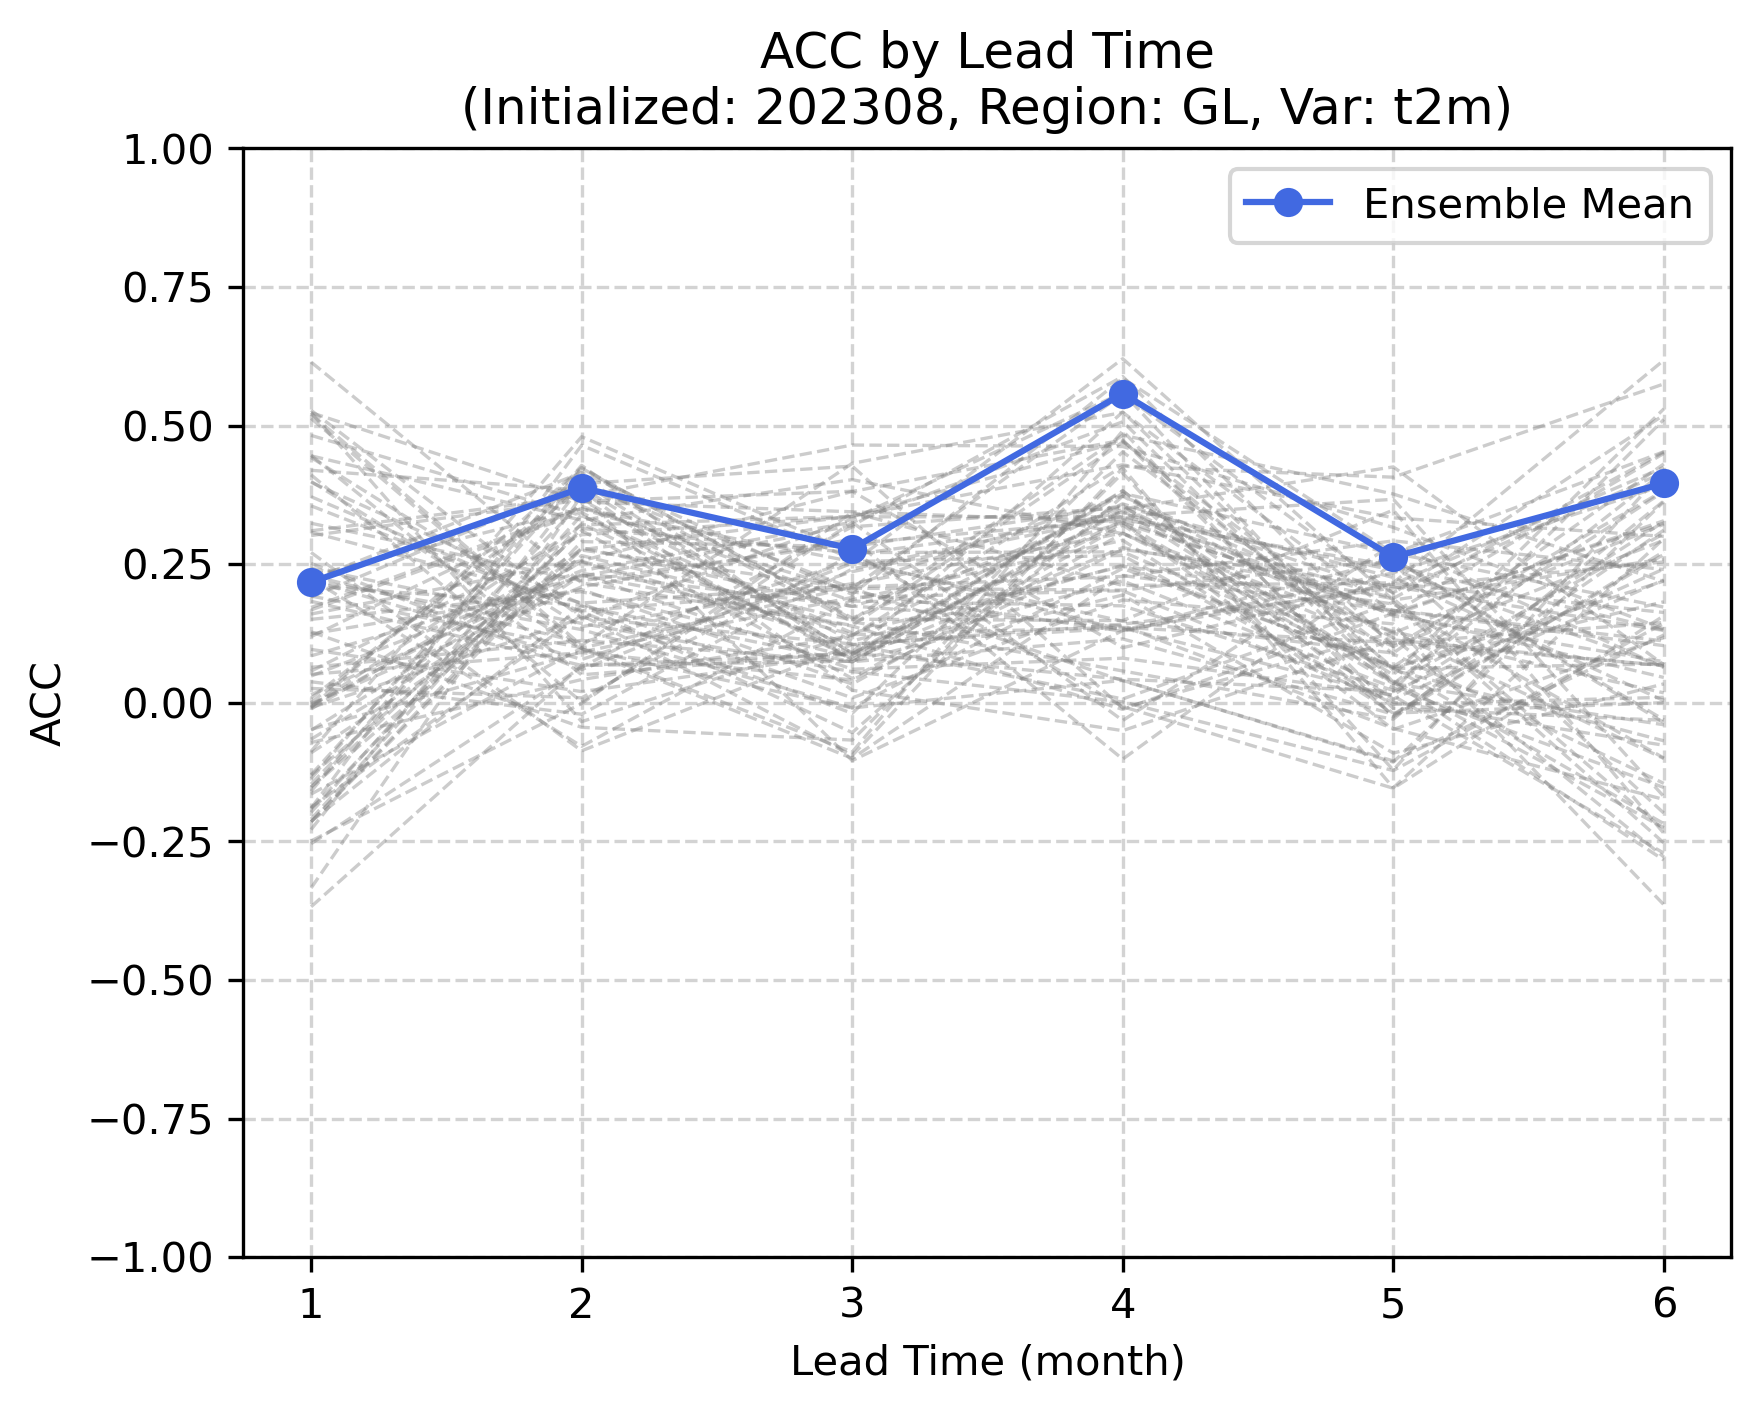 ACC by Lead Time
(Initialized: 202308, Region: GL, Var: t2m)
Ensemble Mean
1.00
0.75
0.50
0.25
0.00
−0.25
−0.50
−0.75
−1.00
ACC
1 2 3 4 5 6
Lead Time (month)